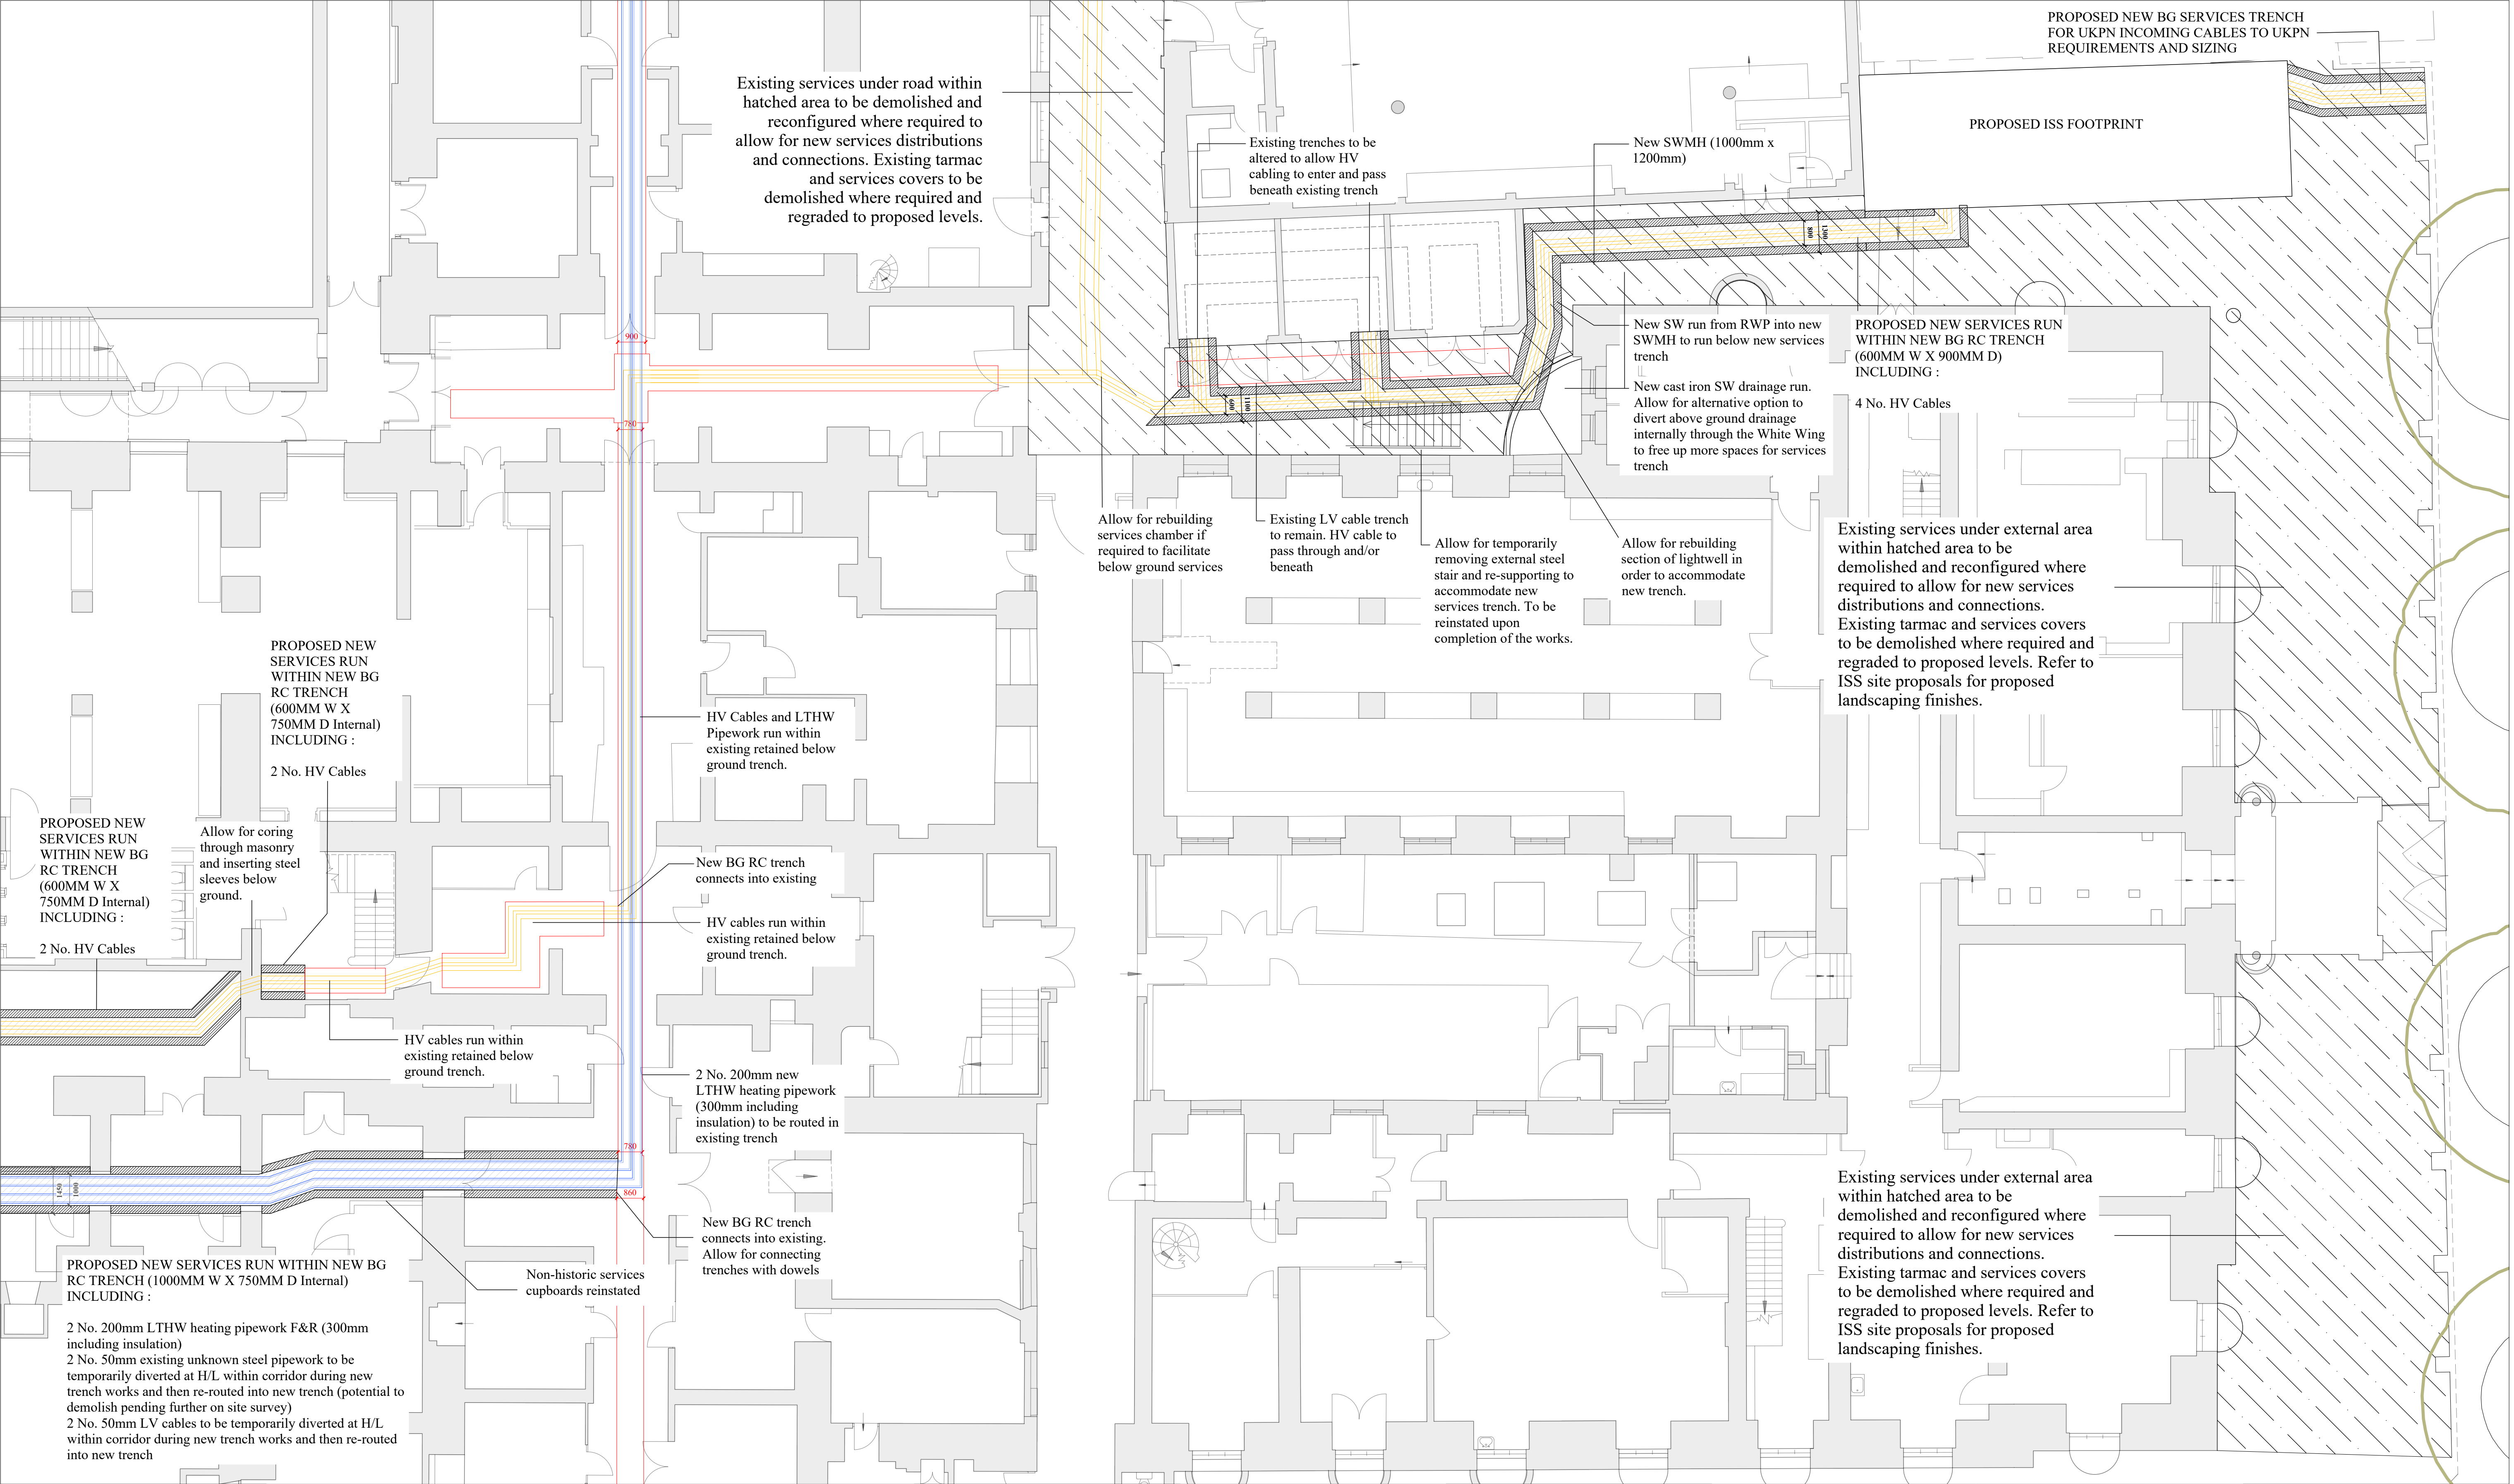 PROPOSED NEW BG SERVICES TRENCH
FOR UKPN INCOMING CABLES TO UKPN
REQUIREMENTS AND SIZING
Existing services under road within
hatched area to be demolished and
reconfigured where required to
allow for new services distributions
and connections. Existing tarmac
and services covers to be
demolished where required and
regraded to proposed levels.
PROPOSED ISS FOOTPRINT
Existing trenches to be
altered to allow HV
cabling to enter and pass
beneath existing trench
New SWMH (1000mm x
1200mm)
800
1300
New SW run from RWP into new
SWMH to run below new services
trench
New cast iron SW drainage run.
Allow for alternative option to
divert above ground drainage
internally through the White Wing
to free up more spaces for services
trench
PROPOSED NEW SERVICES RUN
WITHIN NEW BG RC TRENCH
(600MM W X 900MM D)
INCLUDING :
4 No. HV Cables
900
780
600
1100
Allow for rebuilding
services chamber if
required to facilitate
below ground services
Existing LV cable trench
to remain. HV cable to
pass through and/or
beneath
Allow for temporarily
removing external steel
stair and re-supporting to
accommodate new
services trench. To be
reinstated upon
completion of the works.
Allow for rebuilding
section of lightwell in
order to accommodate
new trench.
Existing services under external area
within hatched area to be
demolished and reconfigured where
required to allow for new services
distributions and connections.
Existing tarmac and services covers
to be demolished where required and
regraded to proposed levels. Refer to
ISS site proposals for proposed
landscaping finishes.
PROPOSED NEW
SERVICES RUN
WITHIN NEW BG
RC TRENCH
(600MM W X
750MM D Internal)
INCLUDING :
2 No. HV Cables
HV Cables and LTHW
Pipework run within
existing retained below
ground trench.
PROPOSED NEW
SERVICES RUN
WITHIN NEW BG
RC TRENCH
(600MM W X
750MM D Internal)
INCLUDING :
2 No. HV Cables
Allow for coring
through masonry
and inserting steel
sleeves below
ground.
New BG RC trench
connects into existing
HV cables run within
existing retained below
ground trench.
HV cables run within
existing retained below
ground trench.
2 No. 200mm new
LTHW heating pipework
(300mm including
insulation) to be routed in
existing trench
780
860
1450
1000
New BG RC trench
connects into existing.
Allow for connecting
trenches with dowels
Non-historic services
cupboards reinstated
PROPOSED NEW SERVICES RUN WITHIN NEW BG
RC TRENCH (1000MM W X 750MM D Internal)
INCLUDING :
2 No. 200mm LTHW heating pipework F&R (300mm
including insulation)
2 No. 50mm existing unknown steel pipework to be
temporarily diverted at H/L within corridor during new
trench works and then re-routed into new trench (potential to
demolish pending further on site survey)
2 No. 50mm LV cables to be temporarily diverted at H/L
within corridor during new trench works and then re-routed
into new trench
Existing services under external area
within hatched area to be
demolished and reconfigured where
required to allow for new services
distributions and connections.
Existing tarmac and services covers
to be demolished where required and
regraded to proposed levels. Refer to
ISS site proposals for proposed
landscaping finishes.